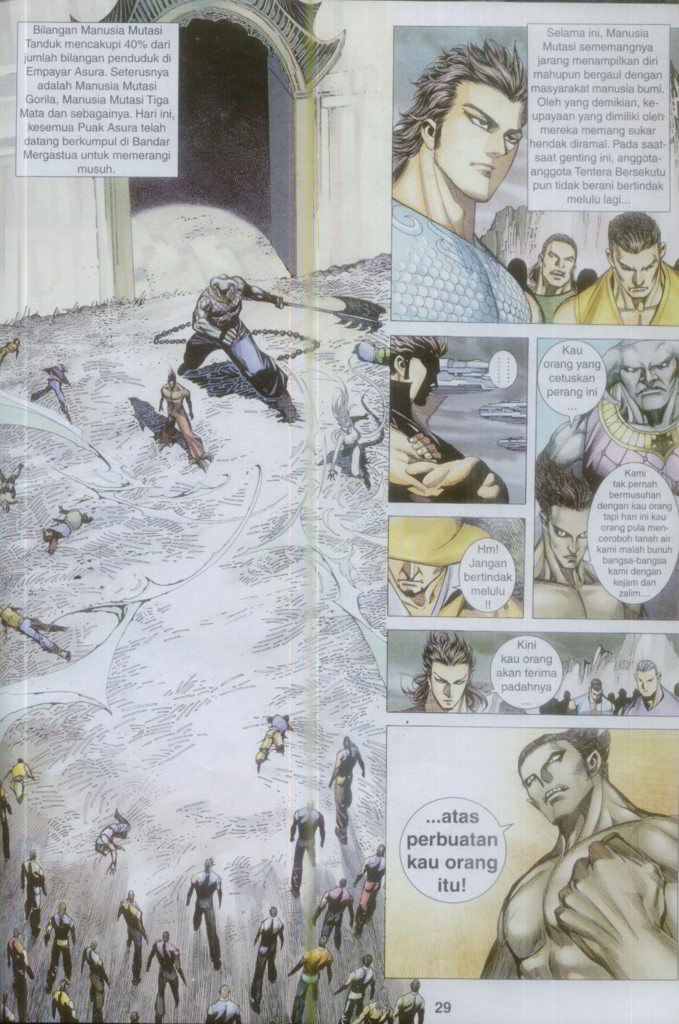 Bilangan Manusia Mutasi
Tanduk mencakupi 40% dari
jumlah bilangan penduduk di
Empayar Asura. Seterusnya
adalah Manusia Mutasi
Gorila, Manusia Mutasi Tiga
Mata dan sebagainya. Hari ini,
kesemua Puak Asura telah
datang berkumpul di Bandar
Mergastua untuk memerangi
musuh.
Selama ini, Manusia
Mutasi sememangnya
jarang menampilkan diri
mahupun bergaul dengan
masyarakat manusia bumi.
Oleh yang demikian, ke-
upayaan yang dimiliki oleh
mereka memang sukar
hendak diramal. Pada saat-
saat genting ini, anggota-
anggota Tentera Bersekutu
pun tidak berani bertindak
melulu lagi...
Kau
orang yang
cetuskan
perang ini
...
Kami
tak pernah
bermusuhan
dengan kau orang
tapi hari ini kau
orang pula men-
ceroboh tanah air
kami malah bunuh
bangsa-bangsa
kami dengan
kejam dan
zalim....
Hm!
Jangan
bertindak
melulu
!!
Kini
kau orang
akan terima
padahnya
...
...atas
perbuatan
kau orang
itu!
29